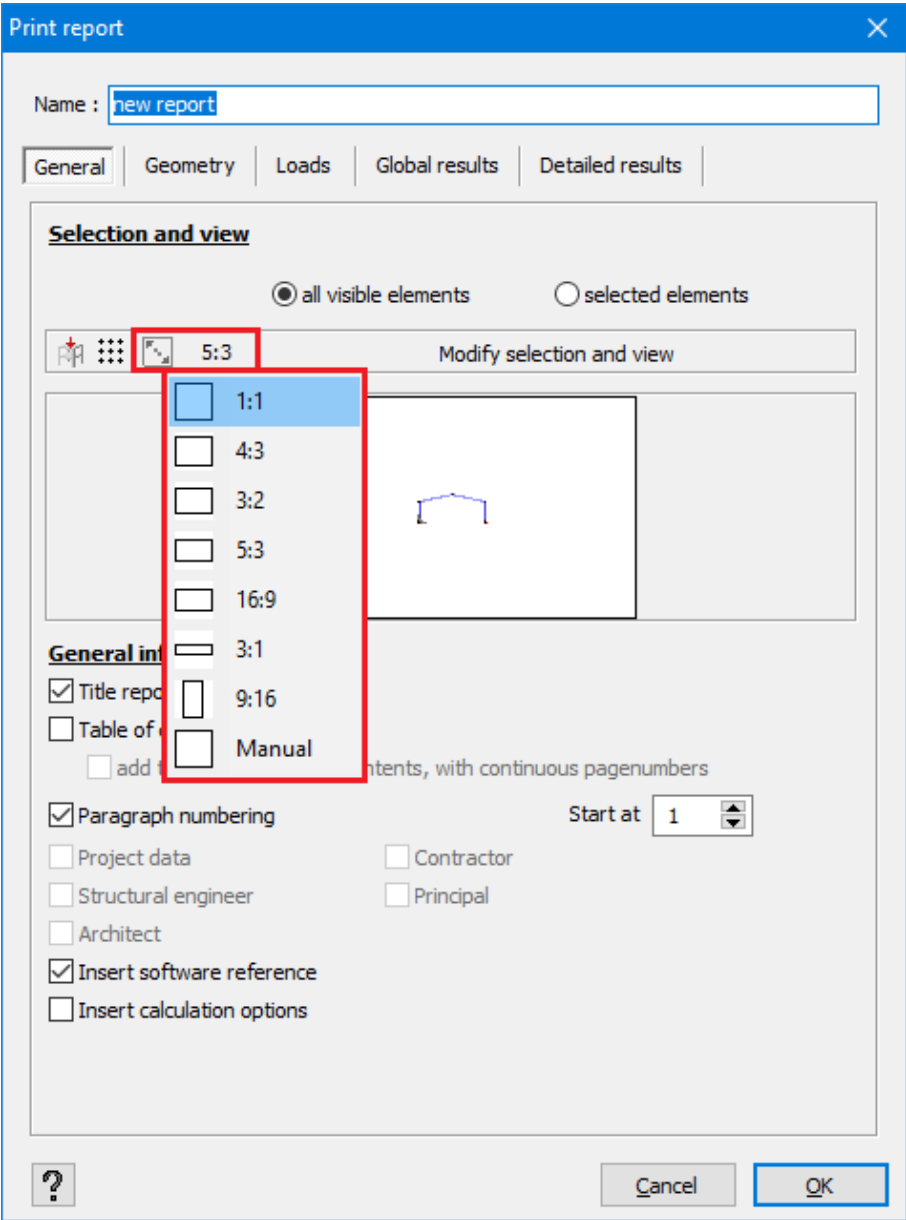 Print report
Name : new report
General Geometry Loads Global results Detailed results
Selection and view
all visible elements selected elements
5:3 Modify selection and view
1:1
4:3
3:2
5:3
16:9
3:1
9:16
Manual
General
Title
Table of
add ntents, with continuous pagenumbers
Paragraph numbering Start at 1
Project data Contractor
Structural engineer Principal
Architect
Insert software reference
Insert calculation options
? Cancel OK